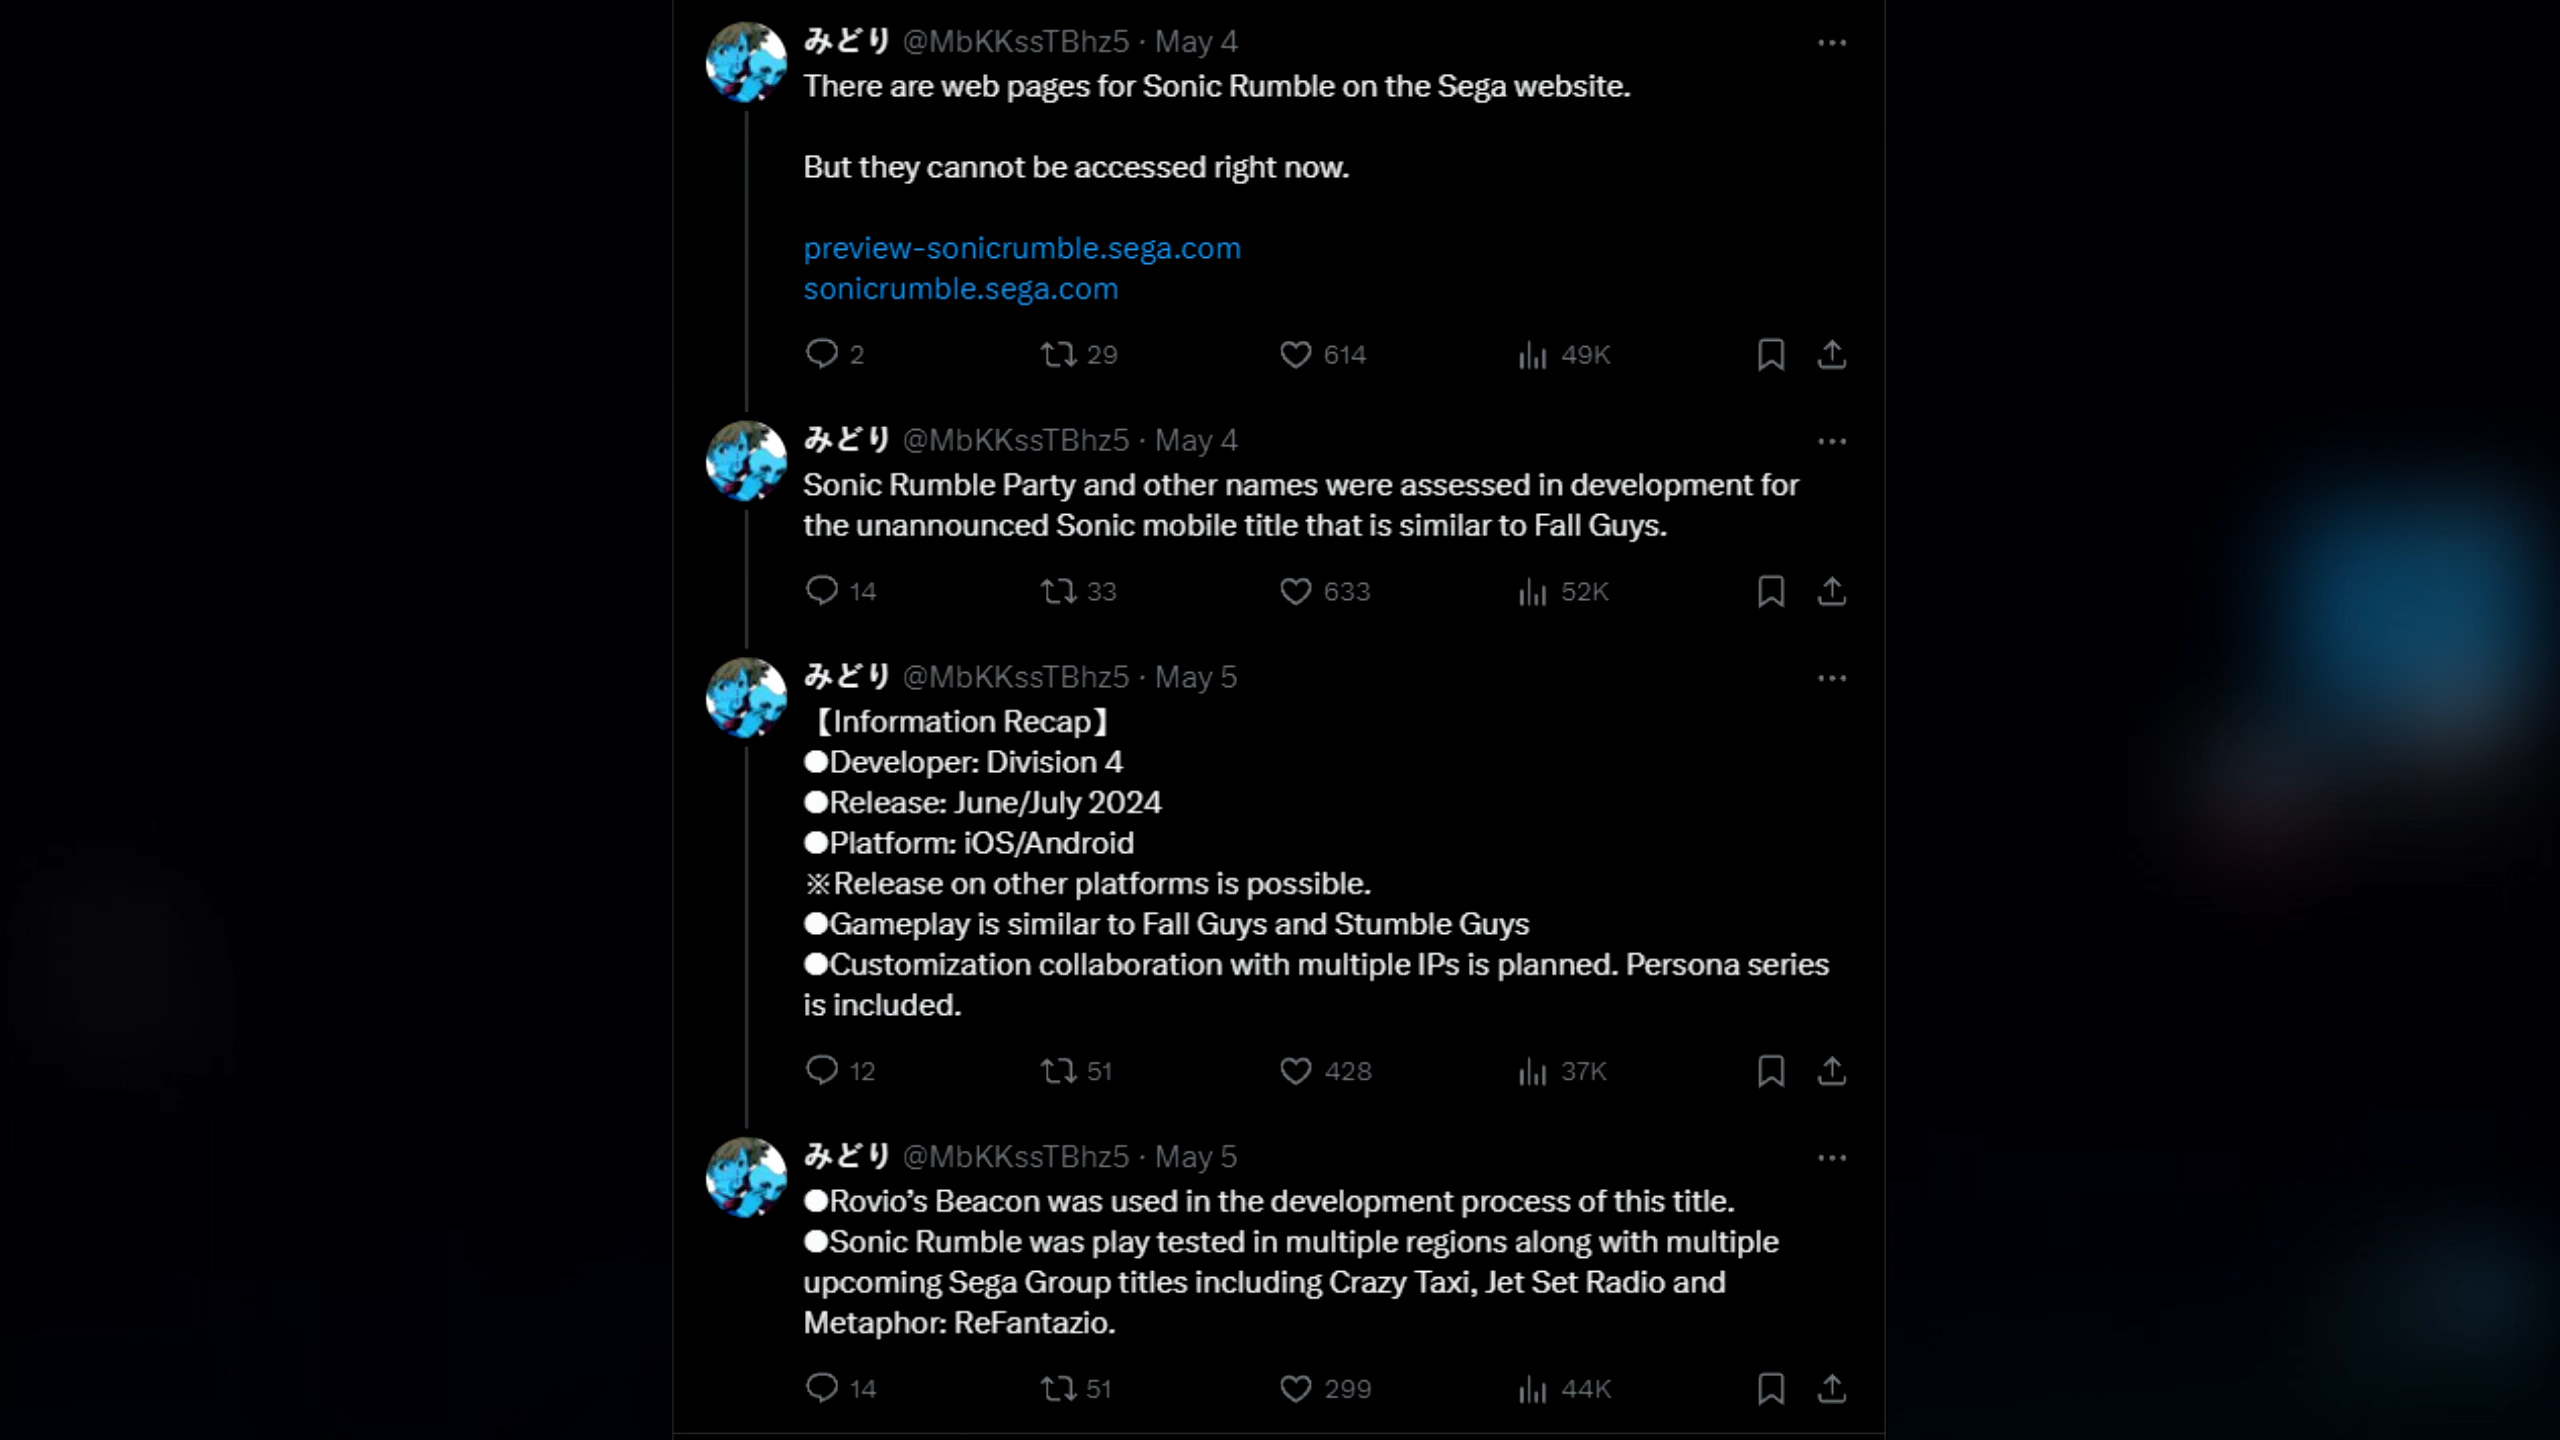 みどり @MbKKssTBhz5 · May 4
There are web pages for Sonic Rumble on the Sega website.
But they cannot be accessed right now.
preview-sonicrumble.sega.com
sonicrumble.sega.com
2 29 614 49K
みどり @MbKKssTBhz5 · May 4
Sonic Rumble Party and other names were assessed in development for
the unannounced Sonic mobile title that is similar to Fall Guys.
14 33 633 52K
みどり @MbKKssTBhz5 · May 5
【Information Recap】
●Developer: Division 4
●Release: June/July 2024
●Platform: iOS/Android
※Release on other platforms is possible.
●Gameplay is similar to Fall Guys and Stumble Guys
●Customization collaboration with multiple IPs is planned. Persona series
is included.
12 51 428 37K
みどり @MbKKssTBhz5 · May 5
●Rovio’s Beacon was used in the development process of this title.
●Sonic Rumble was play tested in multiple regions along with multiple
upcoming Sega Group titles including Crazy Taxi, Jet Set Radio and
Metaphor: ReFantazio.
14 51 299 44K